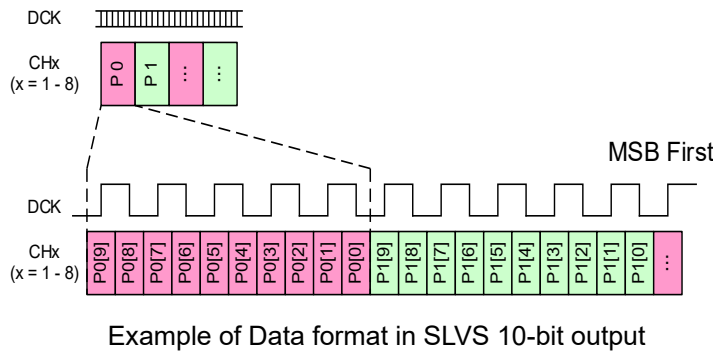 DCK
CHx
(x = 1 - 8)
P 0
P 1
...
...
MSB First
DCK
CHx
(x = 1 - 8)
P0[9]
P0[8]
P0[7]
P0[6]
P0[5]
P0[4]
P0[3]
P0[2]
P0[1]
P0[0]
P1[9]
P1[8]
P1[7]
P1[6]
P1[5]
P1[4]
P1[3]
P1[2]
P1[1]
P1[0]
...
Example of Data format in SLVS 10-bit output